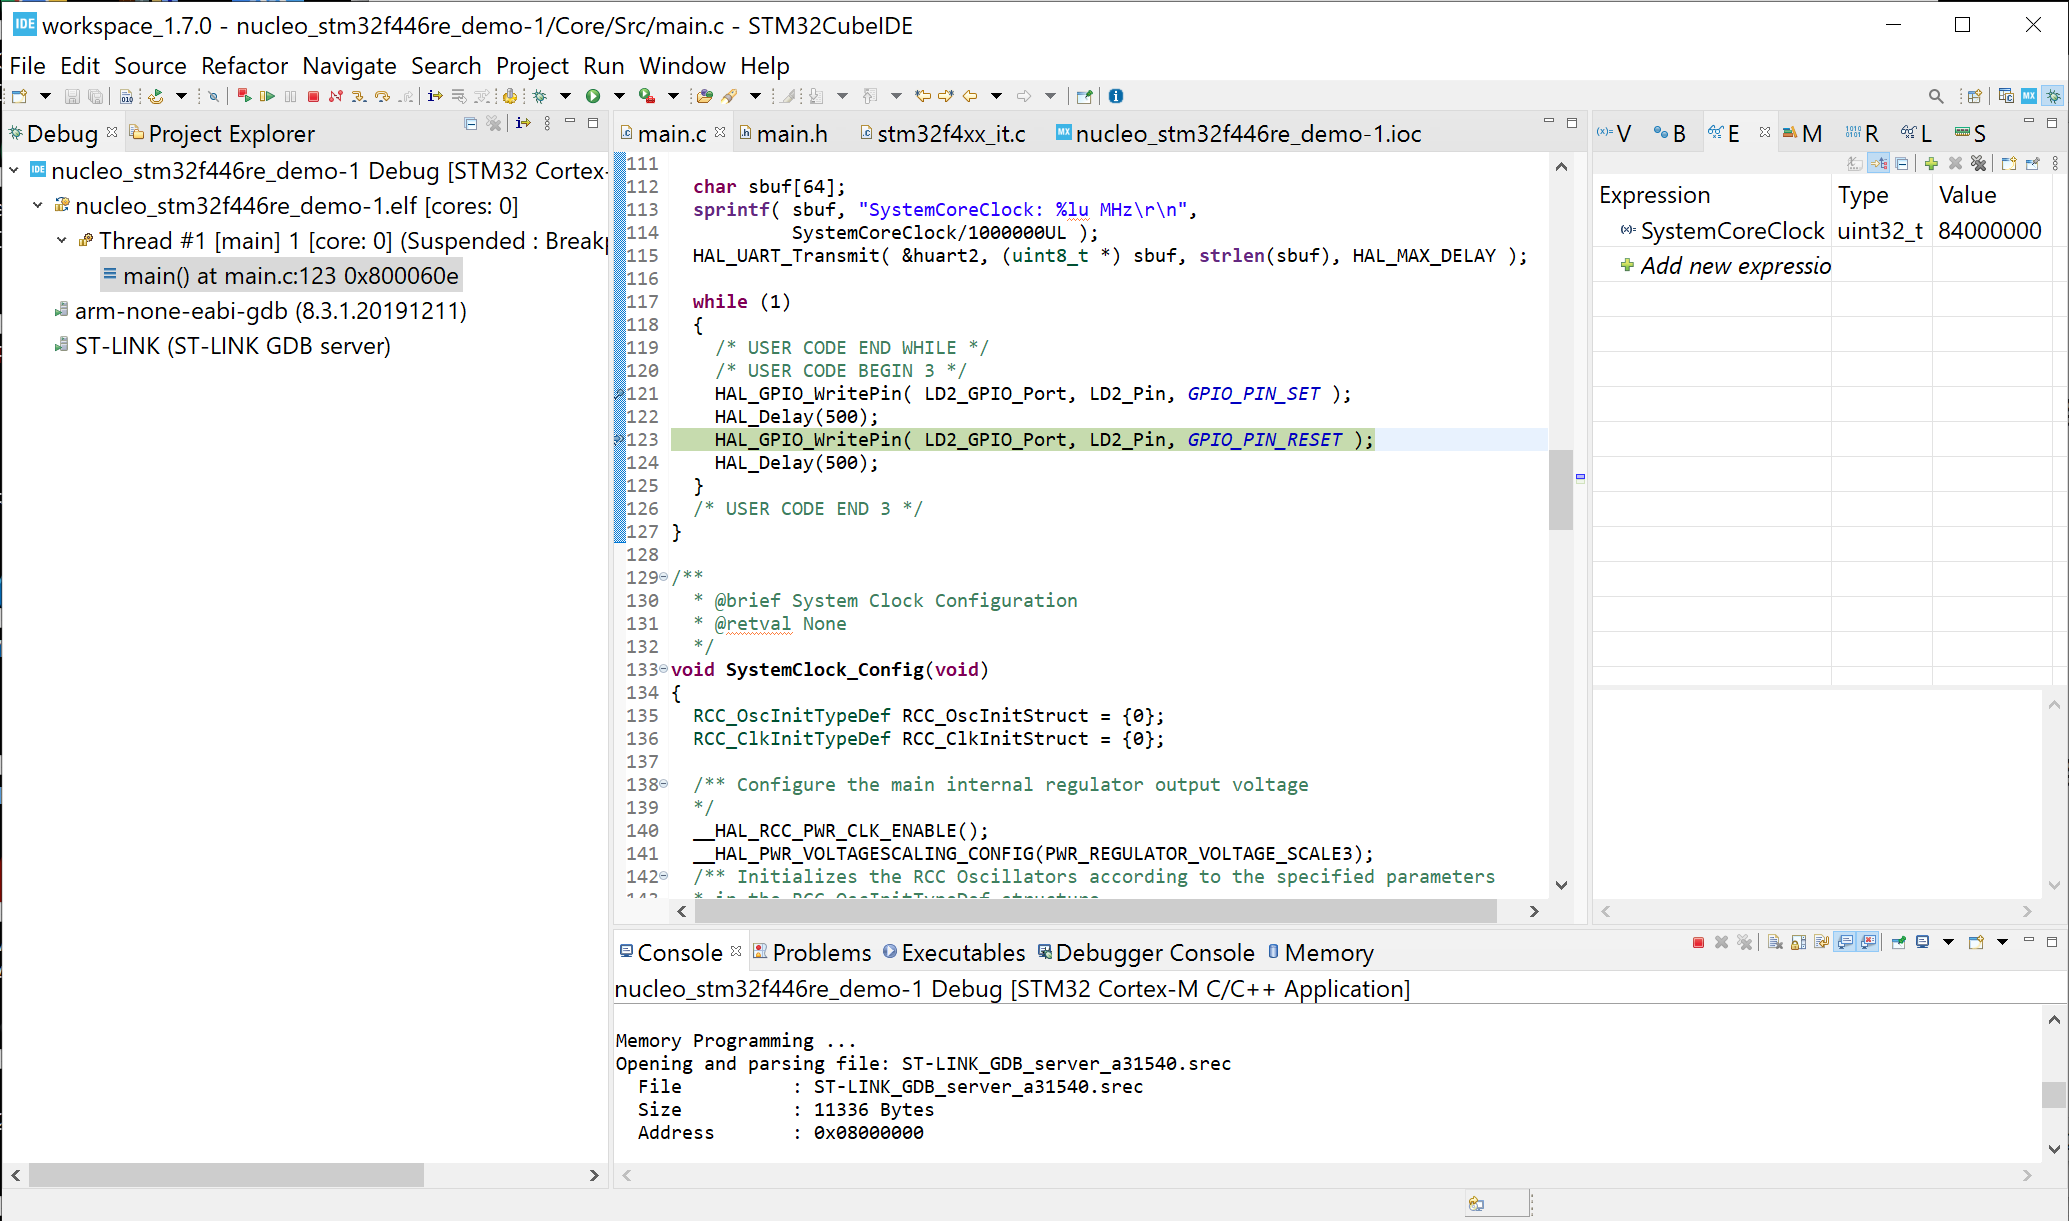 workspace_1.7.0 - nucleo_stm32f446re_demo-1/Core/Src/main.c - STM32CubeIDE
File Edit Source Refactor Navigate Search Project Run Window Help
Debug Project Explorer
nucleo_stm32f446re_demo-1 Debug [STM32 Cortex-
nucleo_stm32f446re_demo-1.elf [cores: 0]
Thread #1 [main] 1 [core: 0] (Suspended : Breakp
main() at main.c:123 0x800060e
arm-none-eabi-gdb (8.3.1.20191211)
ST-LINK (ST-LINK GDB server)
main.c main.h stm32f4xx_it.c nucleo_stm32f446re_demo-1.ioc
111
112   char sbuf[64];
113   sprintf( sbuf, "SystemCoreClock: %lu MHz\r\n",
114            SystemCoreClock/1000000UL );
115   HAL_UART_Transmit( &huart2, (uint8_t *) sbuf, strlen(sbuf), HAL_MAX_DELAY );
116
117   while (1)
118   {
119     /* USER CODE END WHILE */
120     /* USER CODE BEGIN 3 */
121     HAL_GPIO_WritePin( LD2_GPIO_Port, LD2_Pin, GPIO_PIN_SET );
122     HAL_Delay(500);
123     HAL_GPIO_WritePin( LD2_GPIO_Port, LD2_Pin, GPIO_PIN_RESET );
124     HAL_Delay(500);
125   }
126   /* USER CODE END 3 */
127 }
128
129 /**
130   * @brief System Clock Configuration
131   * @retval None
132   */
133 void SystemClock_Config(void)
134 {
135   RCC_OscInitTypeDef RCC_OscInitStruct = {0};
136   RCC_ClkInitTypeDef RCC_ClkInitStruct = {0};
137
138   /** Configure the main internal regulator output voltage
139   */
140   __HAL_RCC_PWR_CLK_ENABLE();
141   __HAL_PWR_VOLTAGESCALING_CONFIG(PWR_REGULATOR_VOLTAGE_SCALE3);
142   /** Initializes the RCC Oscillators according to the specified parameters
V B E M R L S
Expression Type Value
SystemCoreClock uint32_t 84000000
Add new expressio
Console Problems Executables Debugger Console Memory
nucleo_stm32f446re_demo-1 Debug [STM32 Cortex-M C/C++ Application]
Memory Programming ...
Opening and parsing file: ST-LINK_GDB_server_a31540.srec
  File          : ST-LINK_GDB_server_a31540.srec
  Size          : 11336 Bytes
  Address       : 0x08000000